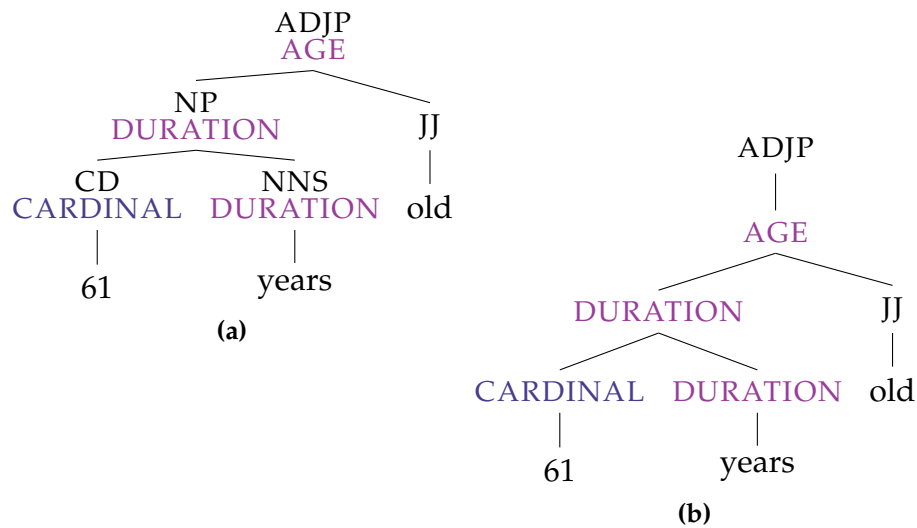 ADJP
AGE
NP
DURATION
JJ
CD
CARDINAL
NNS
DURATION
old
61
years
(a)
ADJP
AGE
DURATION
JJ
CARDINAL
DURATION
old
61
years
(b)